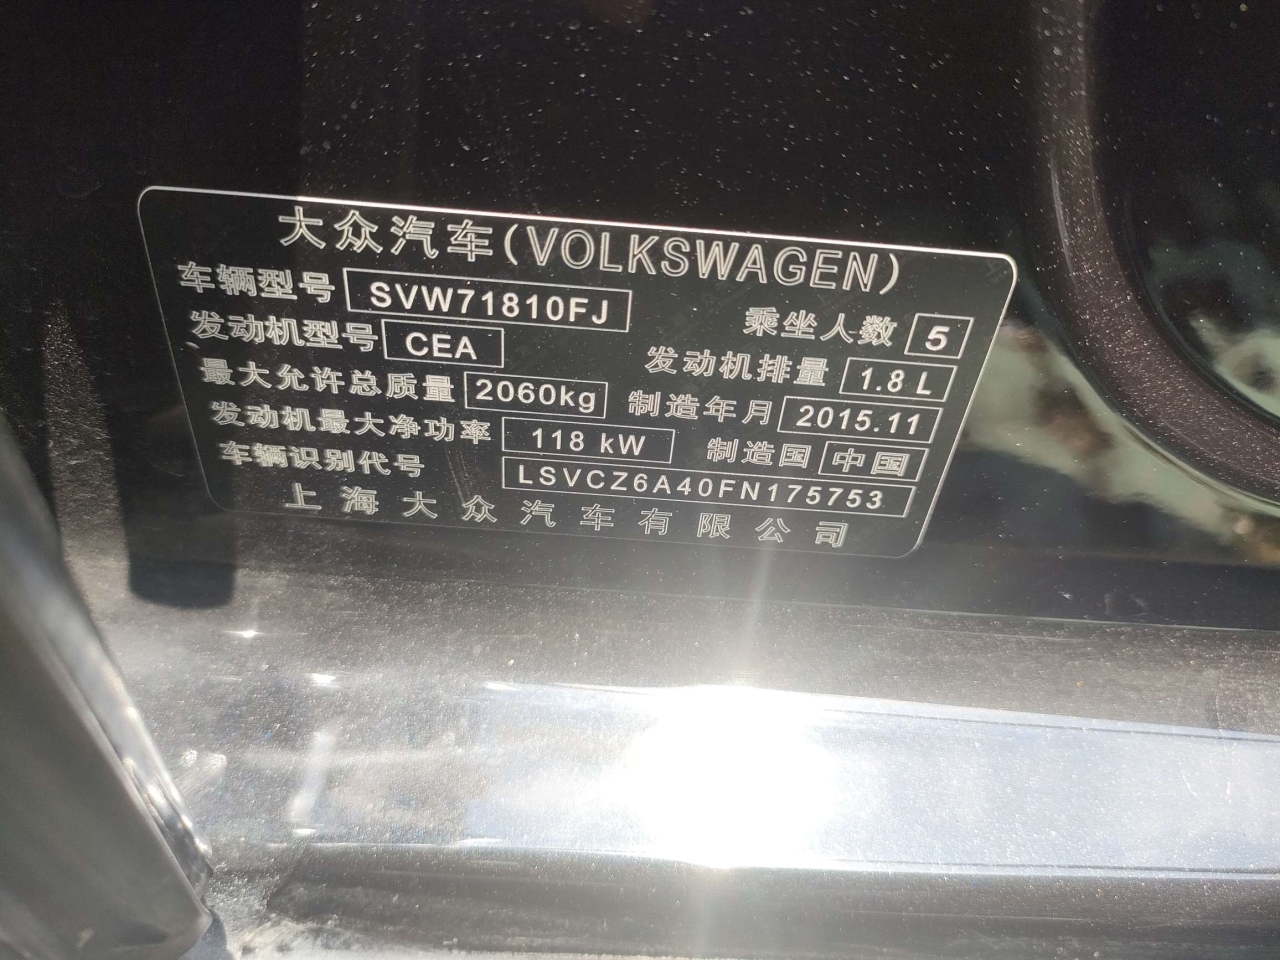 大众汽车(VOLKSWAGEN)
车辆型号 SVW71810FJ 乘坐人数 5
发动机型号 CEA 发动机排量 1.8 L
最大允许总质量 2060kg 制造年月 2015.11
发动机最大净功率 118 kW 制造国 中国
车辆识别代号 LSVCZ6A40FN175753
上海大众汽车有限公司